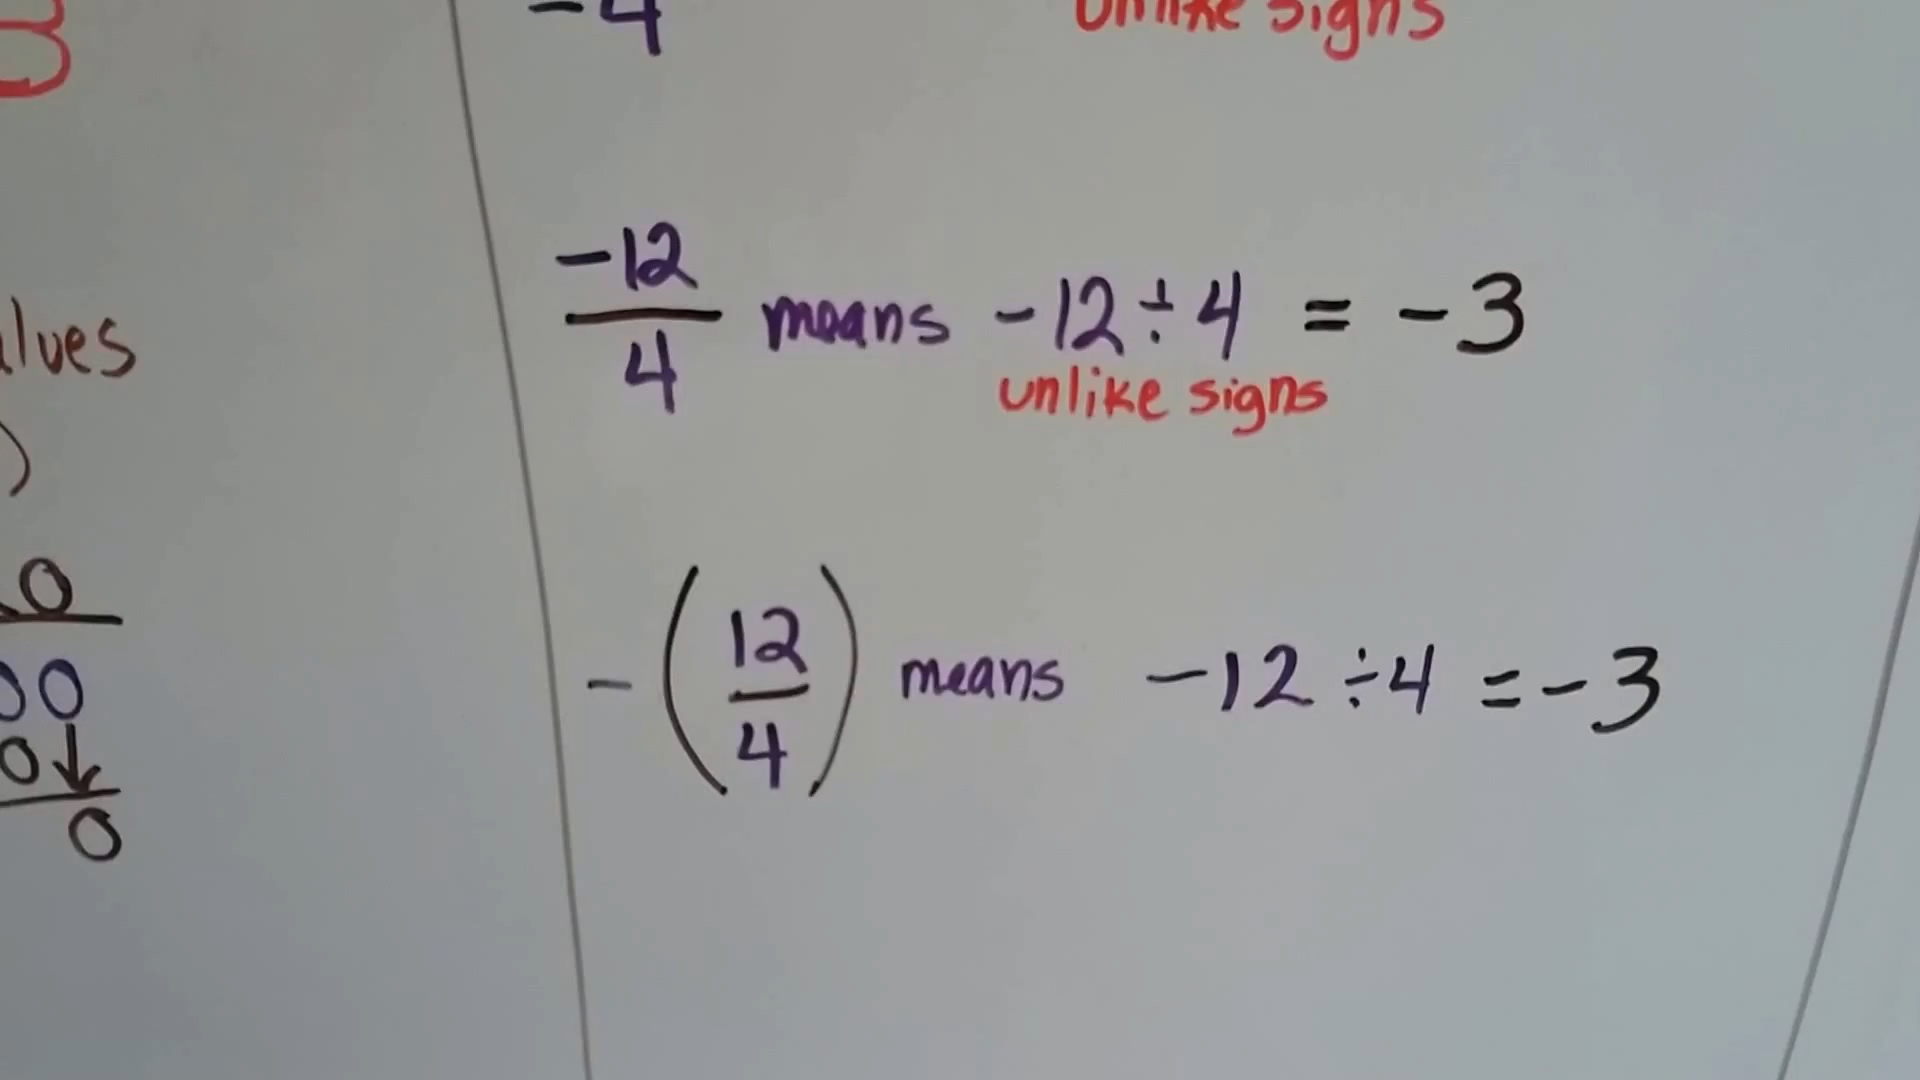 -4
unlike signs
-12
4
means -12 ÷ 4 = -3
unlike signs
-(12/4) means -12 ÷ 4 = -3
0
00
0↓
0